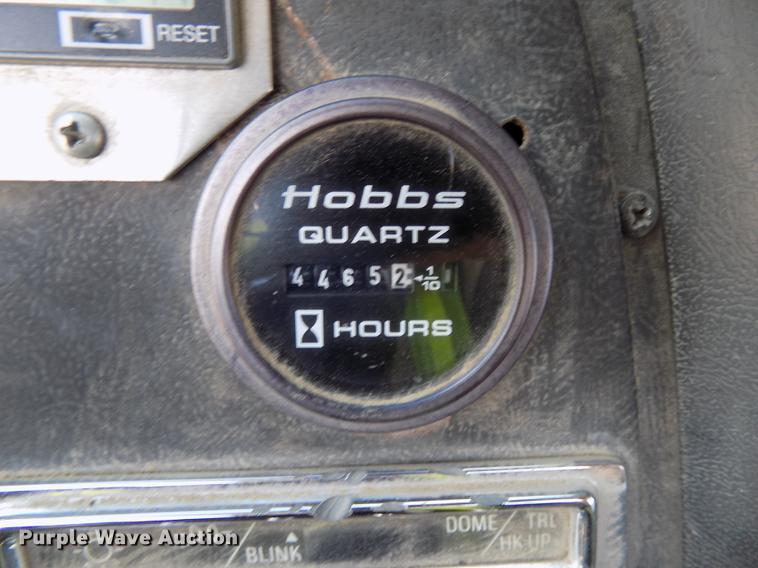 RESET
Hobbs
QUARTZ
4 4 6 5 2 1/10
HOURS
DOME / TRL
BLINK HK-UP
Purple Wave Auction